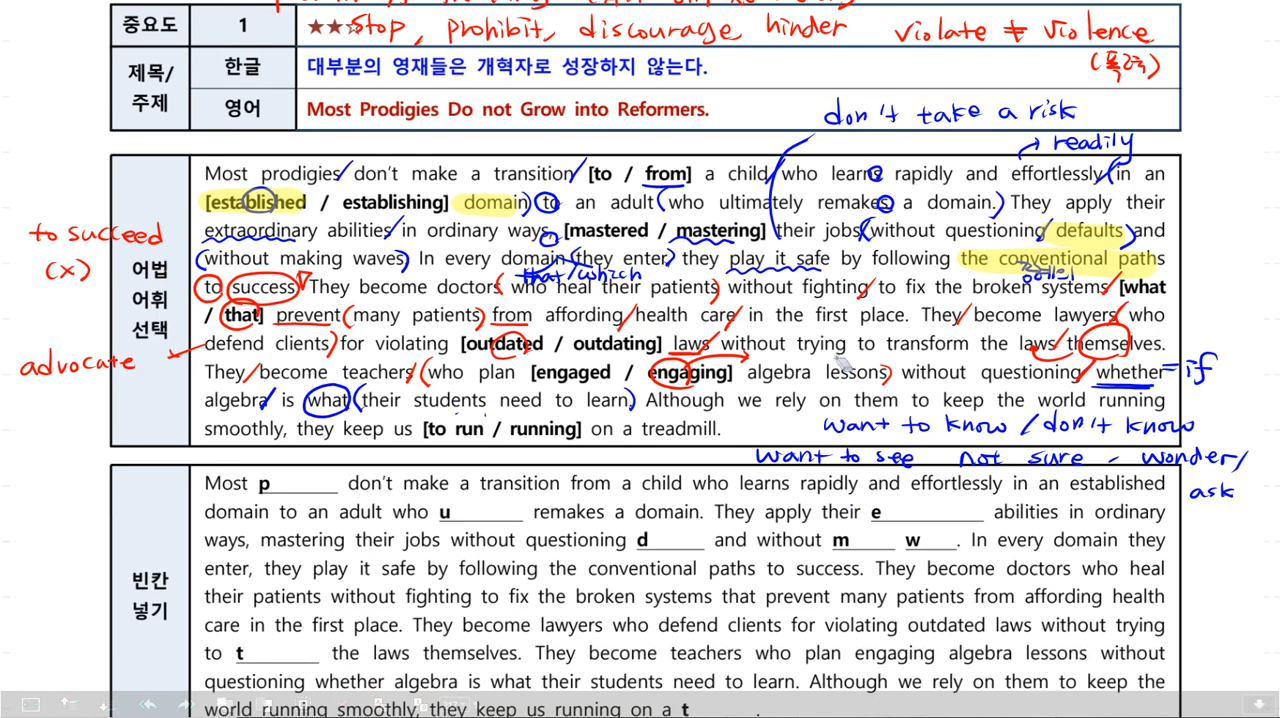 stop, prohibit, discourage, hinder violate ≠ violence
(폭력)
중요도 1 ★★☆
제목/
주제
한글 대부분의 영재들은 개혁자로 성장하지 않는다.
영어 Most Prodigies Do not Grow into Reformers.
don't take a risk
→ readily
Most prodigies don't make a transition [to / from] a child who learns rapidly and effortlessly in an
[established / establishing] domain to an adult who ultimately remakes a domain. They apply their
extraordinary abilities in ordinary ways, [mastered / mastering] their jobs without questioning defaults and
without making waves. In every domain they enter, they play it safe by following the conventional paths
that/which
to success. They become doctors who heal their patients without fighting to fix the broken systems [what
/ that] prevent many patients from affording health care in the first place. They become lawyers who
defend clients for violating [outdated / outdating] laws without trying to transform the laws themselves.
They become teachers who plan [engaged / engaging] algebra lessons without questioning whether = if
algebra is what their students need to learn. Although we rely on them to keep the world running
smoothly, they keep us [to run / running] on a treadmill.
to succeed
(x)
어법
어휘
선택
advocate
want to know / don't know
want to see not sure wonder/
ask
빈칸
넣기
Most p________ don't make a transition from a child who learns rapidly and effortlessly in an established
domain to an adult who u________ remakes a domain. They apply their e____________ abilities in ordinary
ways, mastering their jobs without questioning d_______ and without m_____ w____. In every domain they
enter, they play it safe by following the conventional paths to success. They become doctors who heal
their patients without fighting to fix the broken systems that prevent many patients from affording health
care in the first place. They become lawyers who defend clients for violating outdated laws without trying
to t_________ the laws themselves. They become teachers who plan engaging algebra lessons without
questioning whether algebra is what their students need to learn. Although we rely on them to keep the
world running smoothly, they keep us running on a t_______.